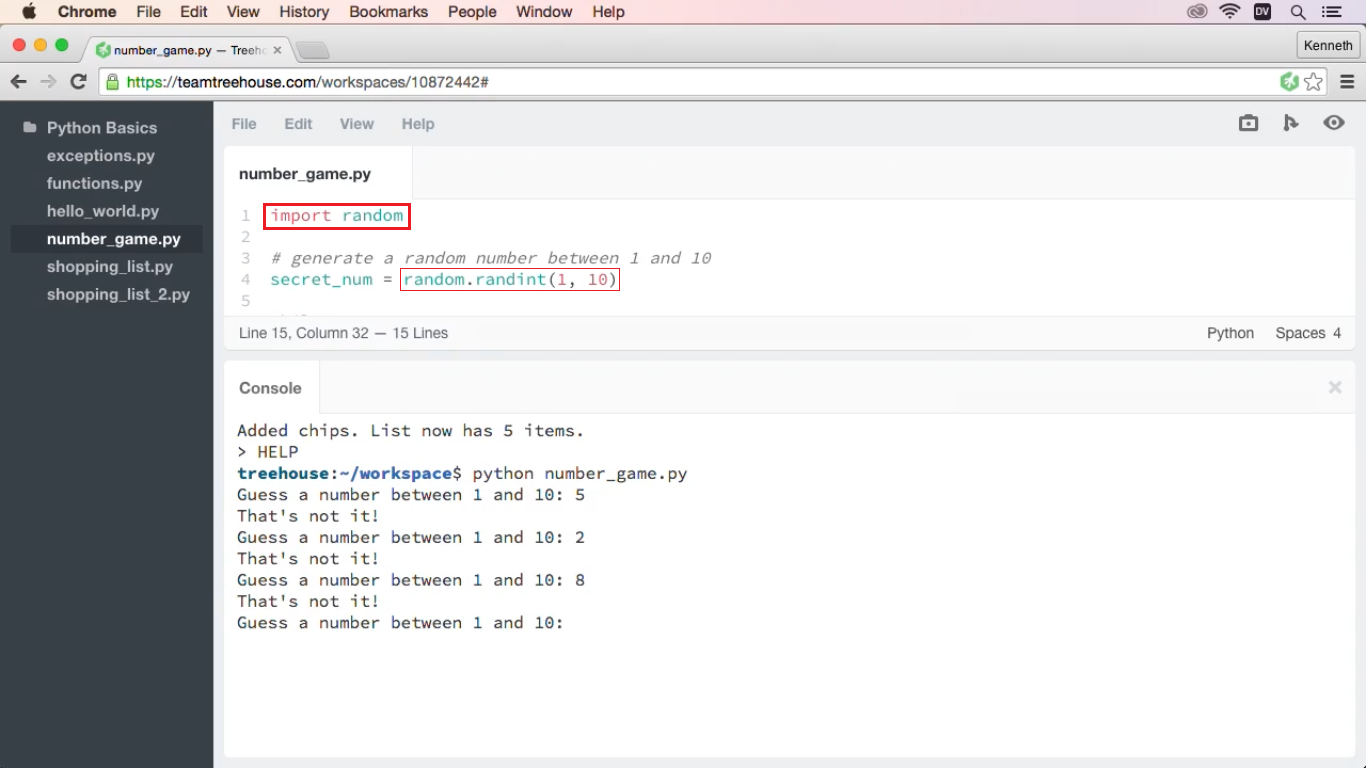 Chrome File Edit View History Bookmarks People Window Help DV
number_game.py — Treeho
Kenneth
https://teamtreehouse.com/workspaces/10872442#
Python Basics
exceptions.py
functions.py
hello_world.py
number_game.py
shopping_list.py
shopping_list_2.py
File Edit View Help
number_game.py
1 import random
2
3 # generate a random number between 1 and 10
4 secret_num = random.randint(1, 10)
5
Line 15, Column 32 — 15 Lines Python Spaces 4
Console
Added chips. List now has 5 items.
> HELP
treehouse:~/workspace$ python number_game.py
Guess a number between 1 and 10: 5
That's not it!
Guess a number between 1 and 10: 2
That's not it!
Guess a number between 1 and 10: 8
That's not it!
Guess a number between 1 and 10: